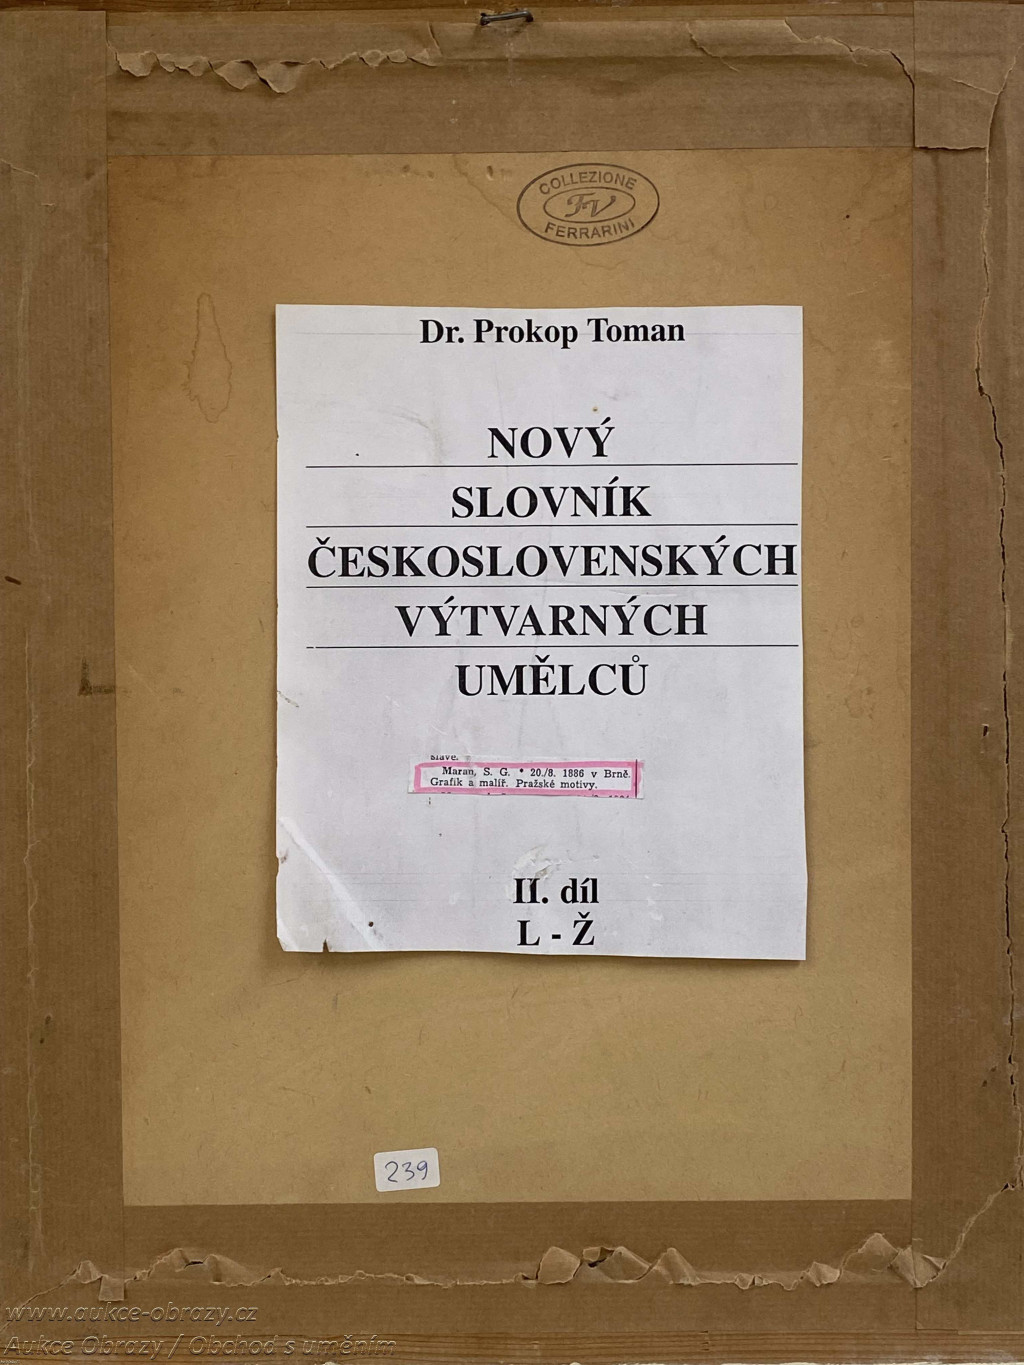 COLLEZIONE
FV
FERRARINI
Dr. Prokop Toman
NOVÝ
SLOVNÍK
ČESKOSLOVENSKÝCH
VÝTVARNÝCH
UMĚLCŮ
slavě.
Maran, S. G. * 20./8. 1886 v Brně.
Grafik a malíř. Pražské motivy.
II. díl
L - Ž
239
www.aukce-obrazy.cz
Aukce Obrazy / Obchod s uměním